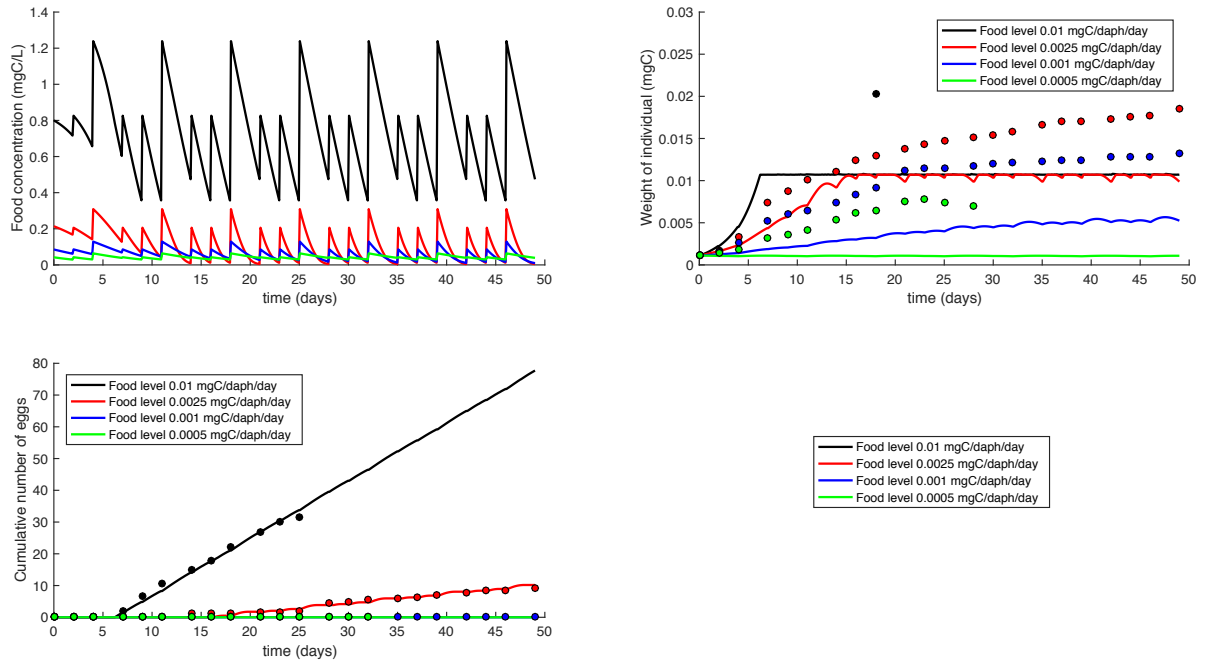 Food concentration (mgC/L)
1.4
1.2
1
0.8
0.6
0.4
0.2
0
0 5 10 15 20 25 30 35 40 45 50
time (days)
Weight of individual (mgC)
0.03
0.025
0.02
0.015
0.01
0.005
0
0 5 10 15 20 25 30 35 40 45 50
time (days)
Food level 0.01 mgC/daph/day
Food level 0.0025 mgC/daph/day
Food level 0.001 mgC/daph/day
Food level 0.0005 mgC/daph/day
Cumulative number of eggs
80
70
60
50
40
30
20
10
0
0 5 10 15 20 25 30 35 40 45 50
time (days)
Food level 0.01 mgC/daph/day
Food level 0.0025 mgC/daph/day
Food level 0.001 mgC/daph/day
Food level 0.0005 mgC/daph/day
Food level 0.01 mgC/daph/day
Food level 0.0025 mgC/daph/day
Food level 0.001 mgC/daph/day
Food level 0.0005 mgC/daph/day